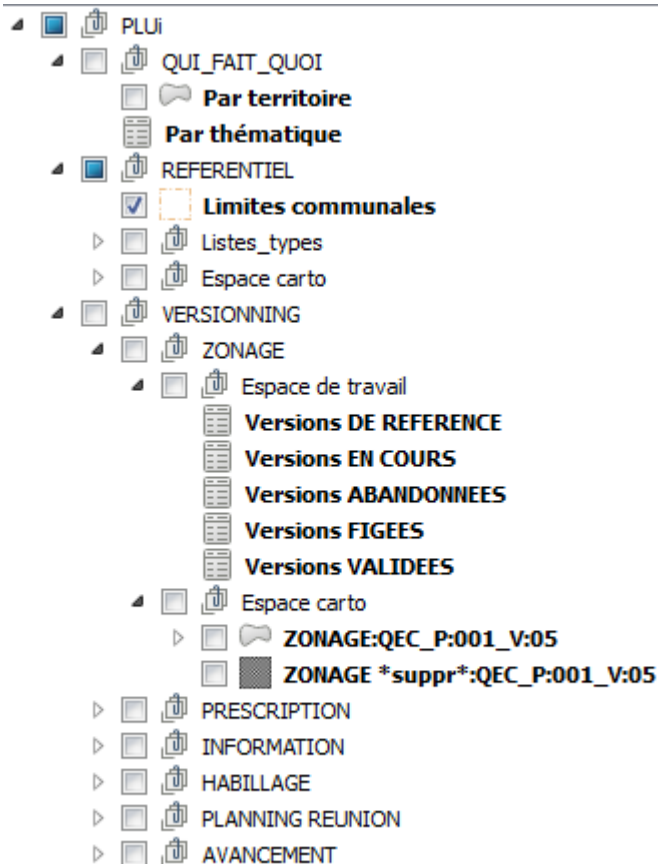 PLUi
QUI_FAIT_QUOI
Par territoire
Par thématique
REFERENTIEL
Limites communales
Listes_types
Espace carto
VERSIONNING
ZONAGE
Espace de travail
Versions DE REFERENCE
Versions EN COURS
Versions ABANDONNEES
Versions FIGEES
Versions VALIDEES
Espace carto
ZONAGE:QEC_P:001_V:05
ZONAGE *suppr*:QEC_P:001_V:05
PRESCRIPTION
INFORMATION
HABILLAGE
PLANNING REUNION
AVANCEMENT